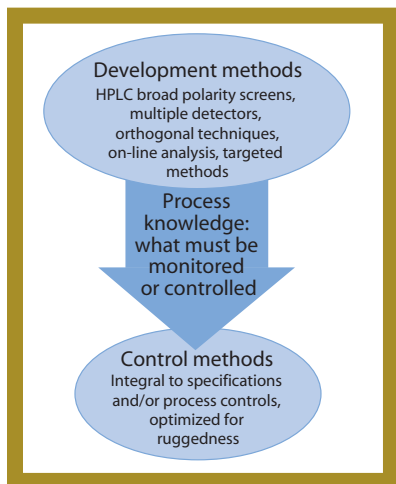 Development methods
HPLC broad polarity screens,
multiple detectors,
orthogonal techniques,
on-line analysis, targeted
methods
Process
knowledge:
what must be
monitored
or controlled
Control methods
Integral to specifications
and/or process controls,
optimized for
ruggedness